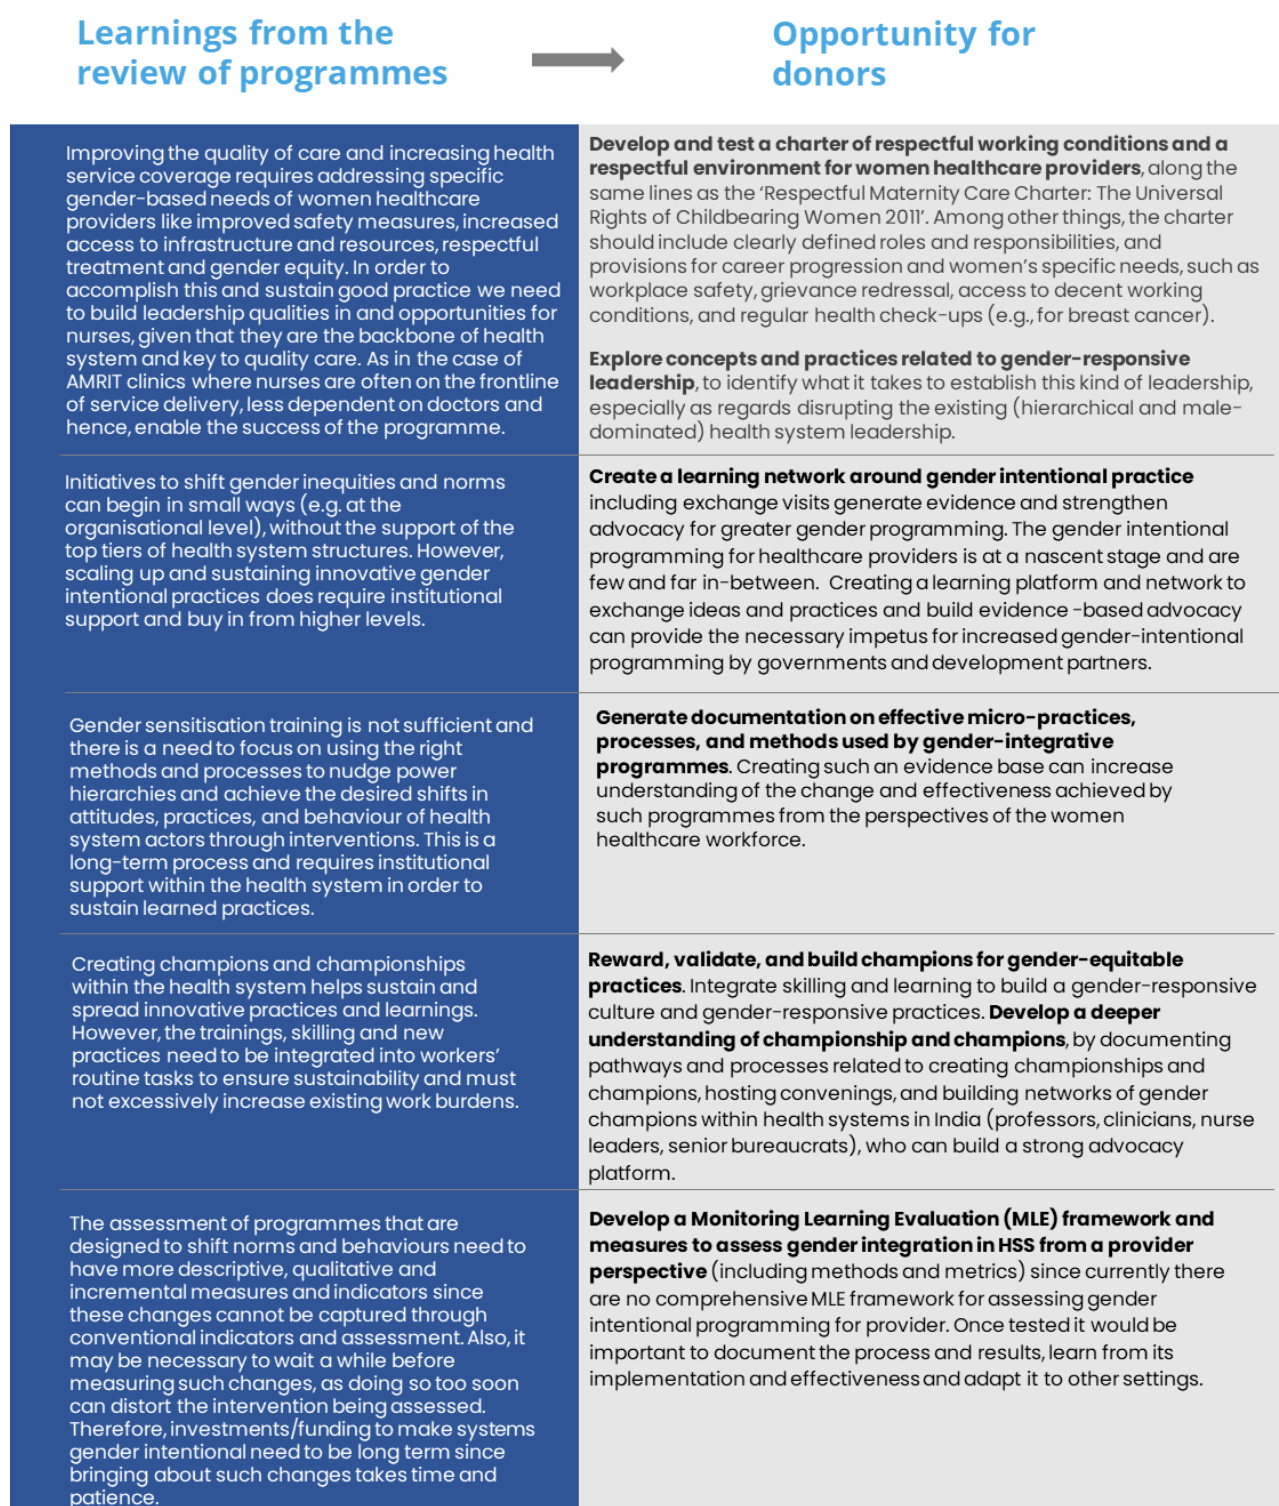 Learnings from the
review of programmes
Opportunity for
donors
Improving the quality of care and increasing health
service coverage requires addressing specific
gender-based needs of women healthcare
providers like improved safety measures, increased
access to infrastructure and resources, respectful
treatment and gender equity. In order to
accomplish this and sustain good practice we need
to build leadership qualities in and opportunities for
nurses, given that they are the backbone of health
system and key to quality care. As in the case of
AMRIT clinics where nurses are often on the frontline
of service delivery, less dependent on doctors and
hence, enable the success of the programme.
Develop and test a charter of respectful working conditions and a
respectful environment for women healthcare providers, along the
same lines as the ‘Respectful Maternity Care Charter: The Universal
Rights of Childbearing Women 2011’. Among other things, the charter
should include clearly defined roles and responsibilities, and
provisions for career progression and women’s specific needs, such as
workplace safety, grievance redressal, access to decent working
conditions, and regular health check-ups (e.g., for breast cancer).
Explore concepts and practices related to gender-responsive
leadership, to identify what it takes to establish this kind of leadership,
especially as regards disrupting the existing (hierarchical and male-
dominated) health system leadership.
Initiatives to shift gender inequities and norms
can begin in small ways (e.g. at the
organisational level), without the support of the
top tiers of health system structures. However,
scaling up and sustaining innovative gender
intentional practices does require institutional
support and buy in from higher levels.
Create a learning network around gender intentional practice
including exchange visits generate evidence and strengthen
advocacy for greater gender programming. The gender intentional
programming for healthcare providers is at a nascent stage and are
few and far in-between. Creating a learning platform and network to
exchange ideas and practices and build evidence -based advocacy
can provide the necessary impetus for increased gender-intentional
programming by governments and development partners.
Gender sensitisation training is not sufficient and
there is a need to focus on using the right
methods and processes to nudge power
hierarchies and achieve the desired shifts in
attitudes, practices, and behaviour of health
system actors through interventions. This is a
long-term process and requires institutional
support within the health system in order to
sustain learned practices.
Generate documentation on effective micro-practices,
processes, and methods used by gender-integrative
programmes. Creating such an evidence base can increase
understanding of the change and effectiveness achieved by
such programmes from the perspectives of the women
healthcare workforce.
Creating champions and championships
within the health system helps sustain and
spread innovative practices and learnings.
However, the trainings, skilling and new
practices need to be integrated into workers’
routine tasks to ensure sustainability and must
not excessively increase existing work burdens.
Reward, validate, and build champions for gender-equitable
practices. Integrate skilling and learning to build a gender-responsive
culture and gender-responsive practices. Develop a deeper
understanding of championship and champions, by documenting
pathways and processes related to creating championships and
champions, hosting convenings, and building networks of gender
champions within health systems in India (professors, clinicians, nurse
leaders, senior bureaucrats), who can build a strong advocacy
platform.
The assessment of programmes that are
designed to shift norms and behaviours need to
have more descriptive, qualitative and
incremental measures and indicators since
these changes cannot be captured through
conventional indicators and assessment. Also, it
may be necessary to wait a while before
measuring such changes, as doing so too soon
can distort the intervention being assessed.
Therefore, investments/funding to make systems
gender intentional need to be long term since
bringing about such changes takes time and
patience.
Develop a Monitoring Learning Evaluation (MLE) framework and
measures to assess gender integration in HSS from a provider
perspective (including methods and metrics) since currently there
are no comprehensive MLE framework for assessing gender
intentional programming for provider. Once tested it would be
important to document the process and results, learn from its
implementation and effectiveness and adapt it to other settings.